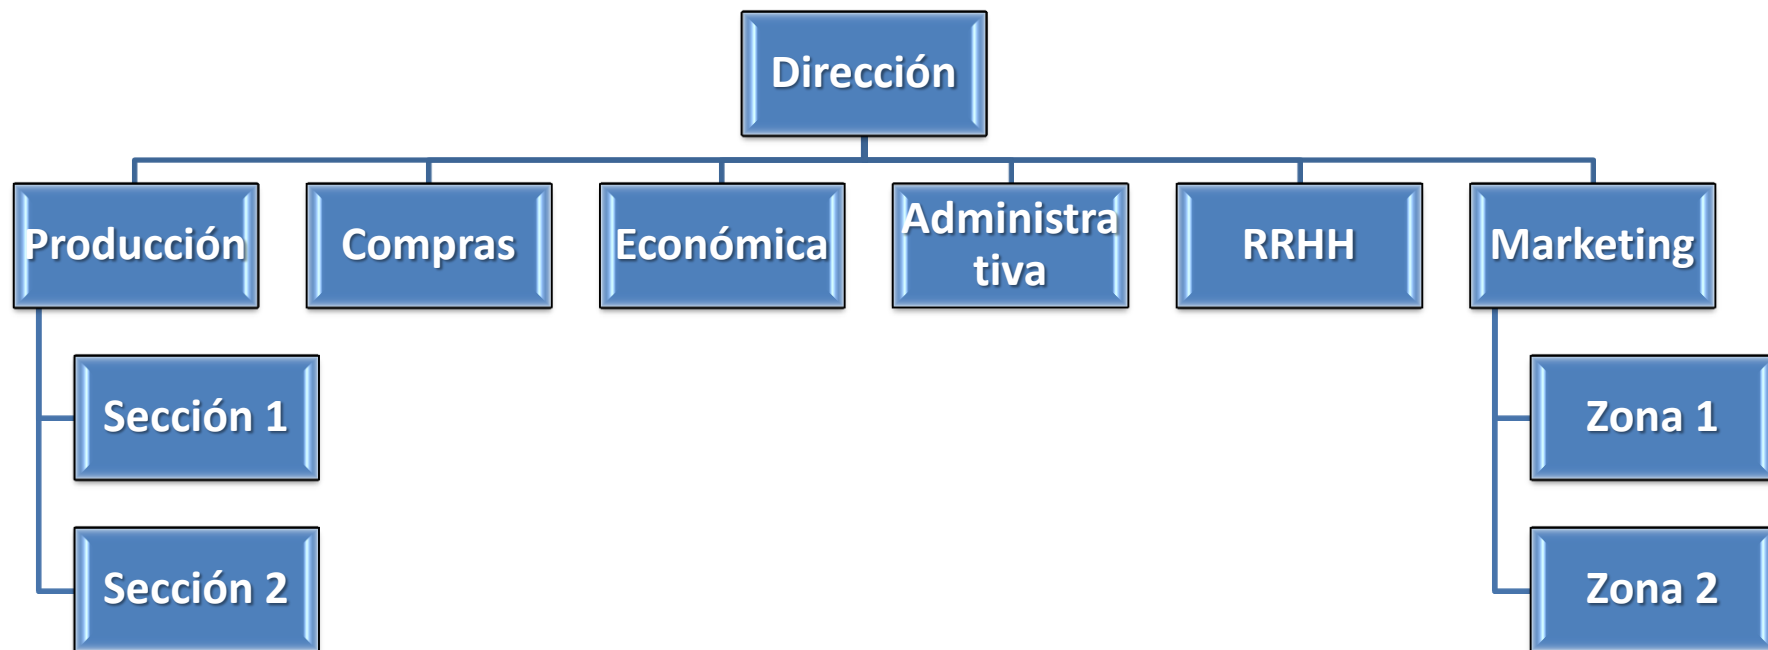 Dirección
Producción
Compras
Económica
Administra
tiva
RRHH
Marketing
Sección 1
Zona 1
Sección 2
Zona 2